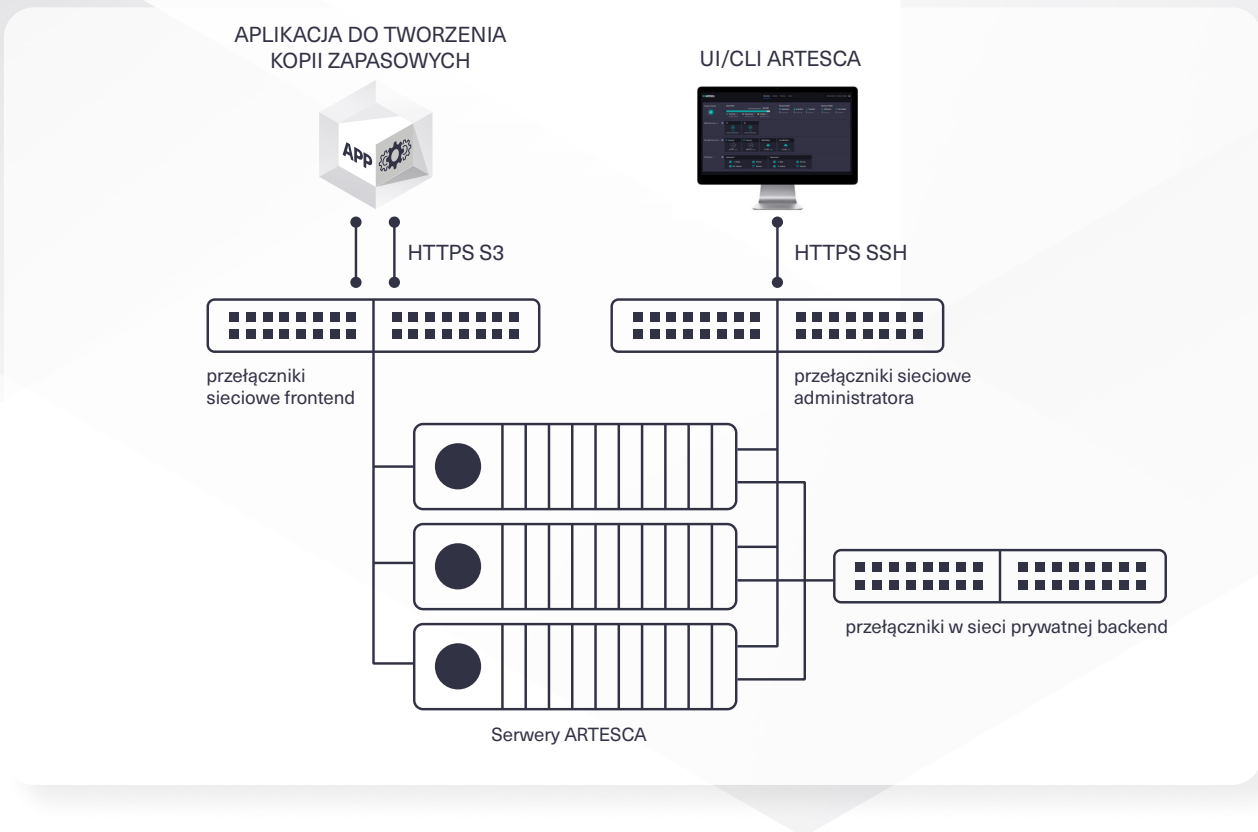 APLIKACJA DO TWORZENIA
KOPII ZAPASOWYCH
UI/CLI ARTESCA
APP
HTTPS S3
HTTPS SSH
przełączniki
sieciowe frontend
przełączniki sieciowe
administratora
przełączniki w sieci prywatnej backend
Serwery ARTESCA